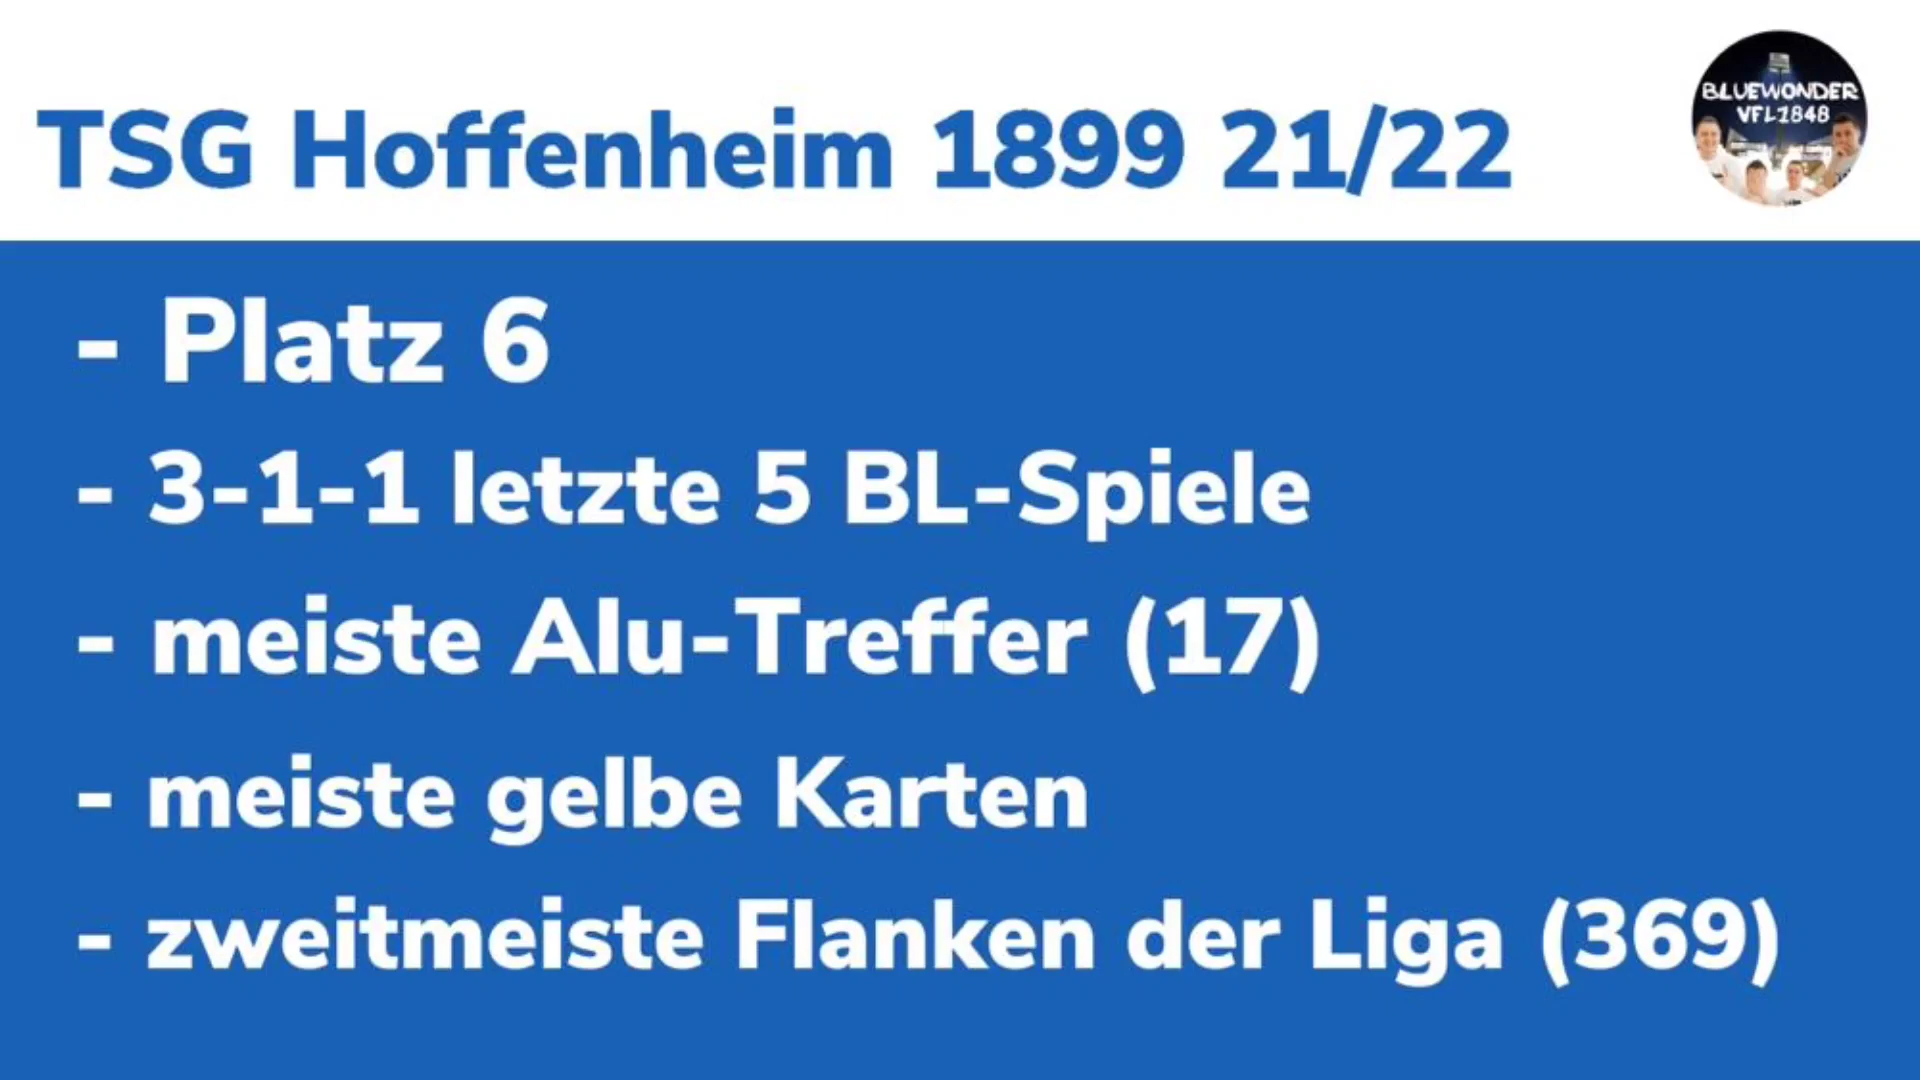 TSG Hoffenheim 1899 21/22
BLUEWONDER
VFL1848
- Platz 6
- 3-1-1 letzte 5 BL-Spiele
- meiste Alu-Treffer (17)
- meiste gelbe Karten
- zweitmeiste Flanken der Liga (369)